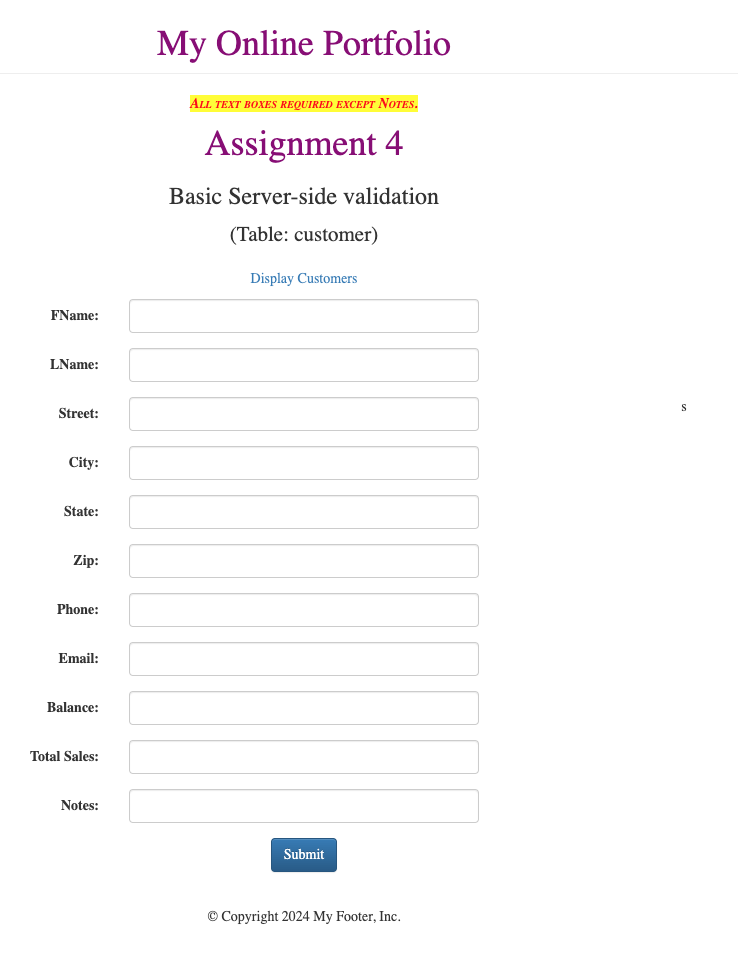 My Online Portfolio
All text boxes required except Notes.
Assignment 4
Basic Server-side validation
(Table: customer)
Display Customers
FName:
LName:
Street:
s
City:
State:
Zip:
Phone:
Email:
Balance:
Total Sales:
Notes:
Submit
© Copyright 2024 My Footer, Inc.